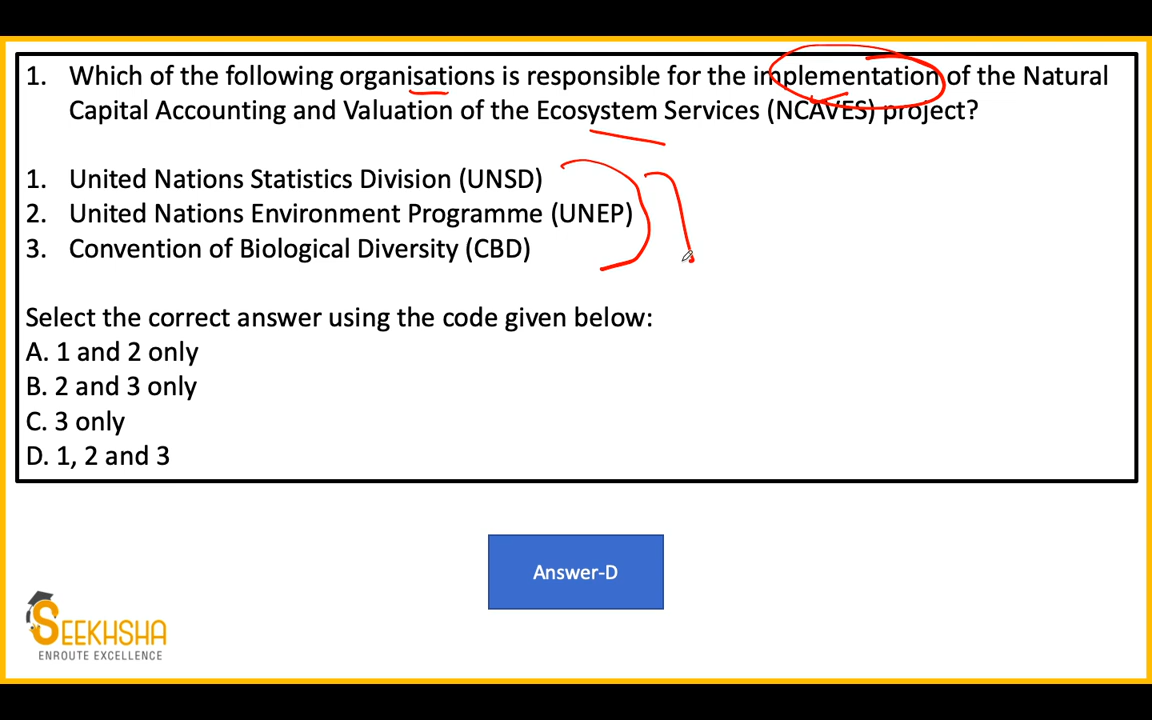 1. Which of the following organisations is responsible for the implementation of the Natural
Capital Accounting and Valuation of the Ecosystem Services (NCAVES) project?
1. United Nations Statistics Division (UNSD)
2. United Nations Environment Programme (UNEP)
3. Convention of Biological Diversity (CBD)
Select the correct answer using the code given below:
A. 1 and 2 only
B. 2 and 3 only
C. 3 only
D. 1, 2 and 3
Answer-D
SEEKHSHA
ENROUTE EXCELLENCE